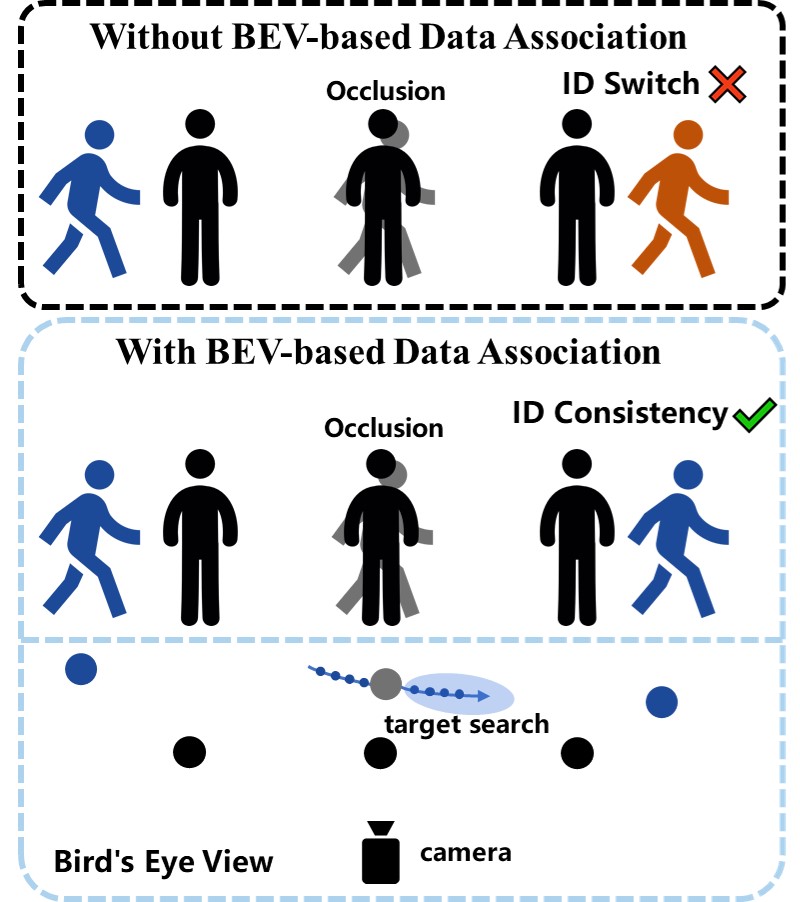 Without BEV-based Data Association
ID Switch
Occlusion
With BEV-based Data Association
ID Consistency
Occlusion
target search
camera
Bird's Eye View